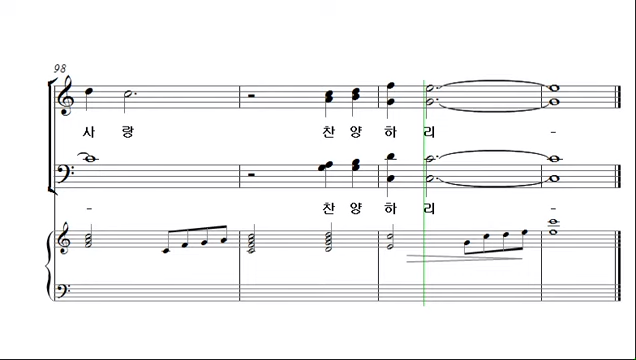 98
사 랑 찬 양 하 리 -
- 찬 양 하 리 -